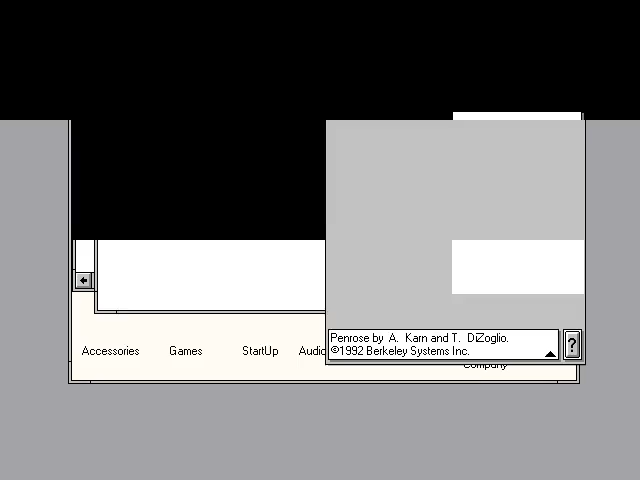 Penrose by A. Karn and T. DiZoglio.
©1992 Berkeley Systems Inc.
?
Accessories Games StartUp Audio
Company